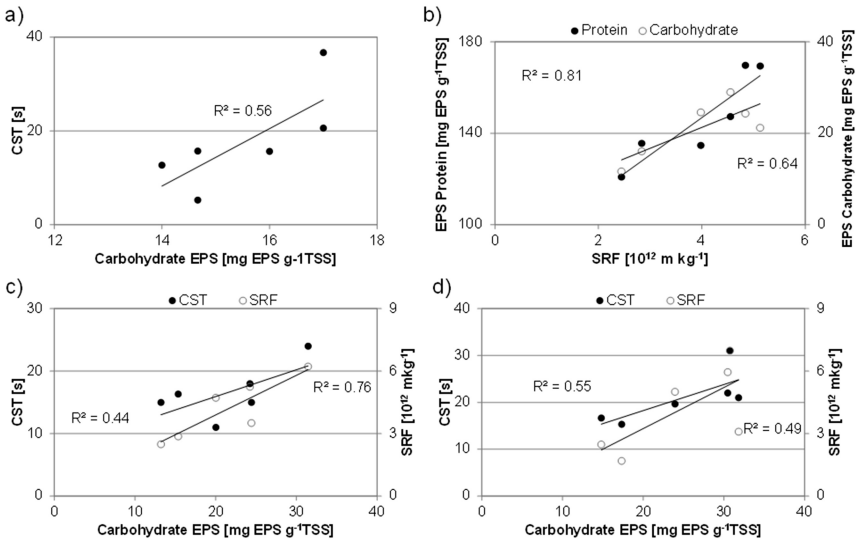 a)
40
20
0
CST [s]
R² = 0.56
12 14 16 18
Carbohydrate EPS [mg EPS g-1TSS]
b)
Protein Carbohydrate
180
140
100
EPS Protein [mg EPS g-1TSS]
R² = 0.81
R² = 0.64
40
20
0
EPS Carbohydrate [mg EPS g-1TSS]
0 2 4 6
SRF [10¹² m kg-1]
c)
CST SRF
30
20
10
0
CST [s]
R² = 0.44
R² = 0.76
9
6
3
0
SRF [10¹² mkg-1]
0 10 20 30 40
Carbohydrate EPS [mg EPS g-1TSS]
d)
CST SRF
40
30
20
10
0
CST [s]
R² = 0.55
R² = 0.49
9
6
3
0
SRF [10¹² mkg-1]
0 10 20 30 40
Carbohydrate EPS [mg EPS g-1TSS]